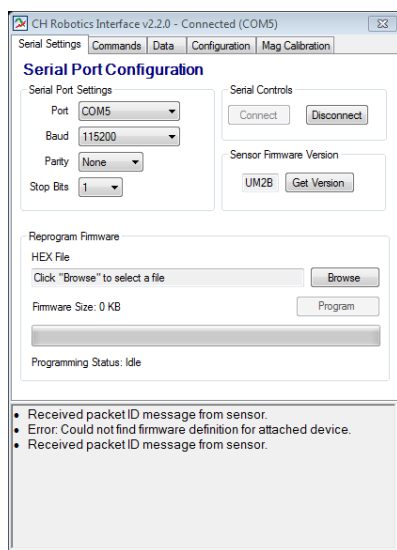 CH Robotics Interface v2.2.0 - Connected (COM5)
Serial Settings Commands Data Configuration Mag Calibration
Serial Port Configuration
Serial Port Settings
Port COM5
Baud 115200
Parity None
Stop Bits 1
Serial Controls
Connect Disconnect
Sensor Firmware Version
UM2B Get Version
Reprogram Firmware
HEX File
Click "Browse" to select a file Browse
Firmware Size: 0 KB Program
Programming Status: Idle
• Received packet ID message from sensor.
• Error: Could not find firmware definition for attached device.
• Received packet ID message from sensor.